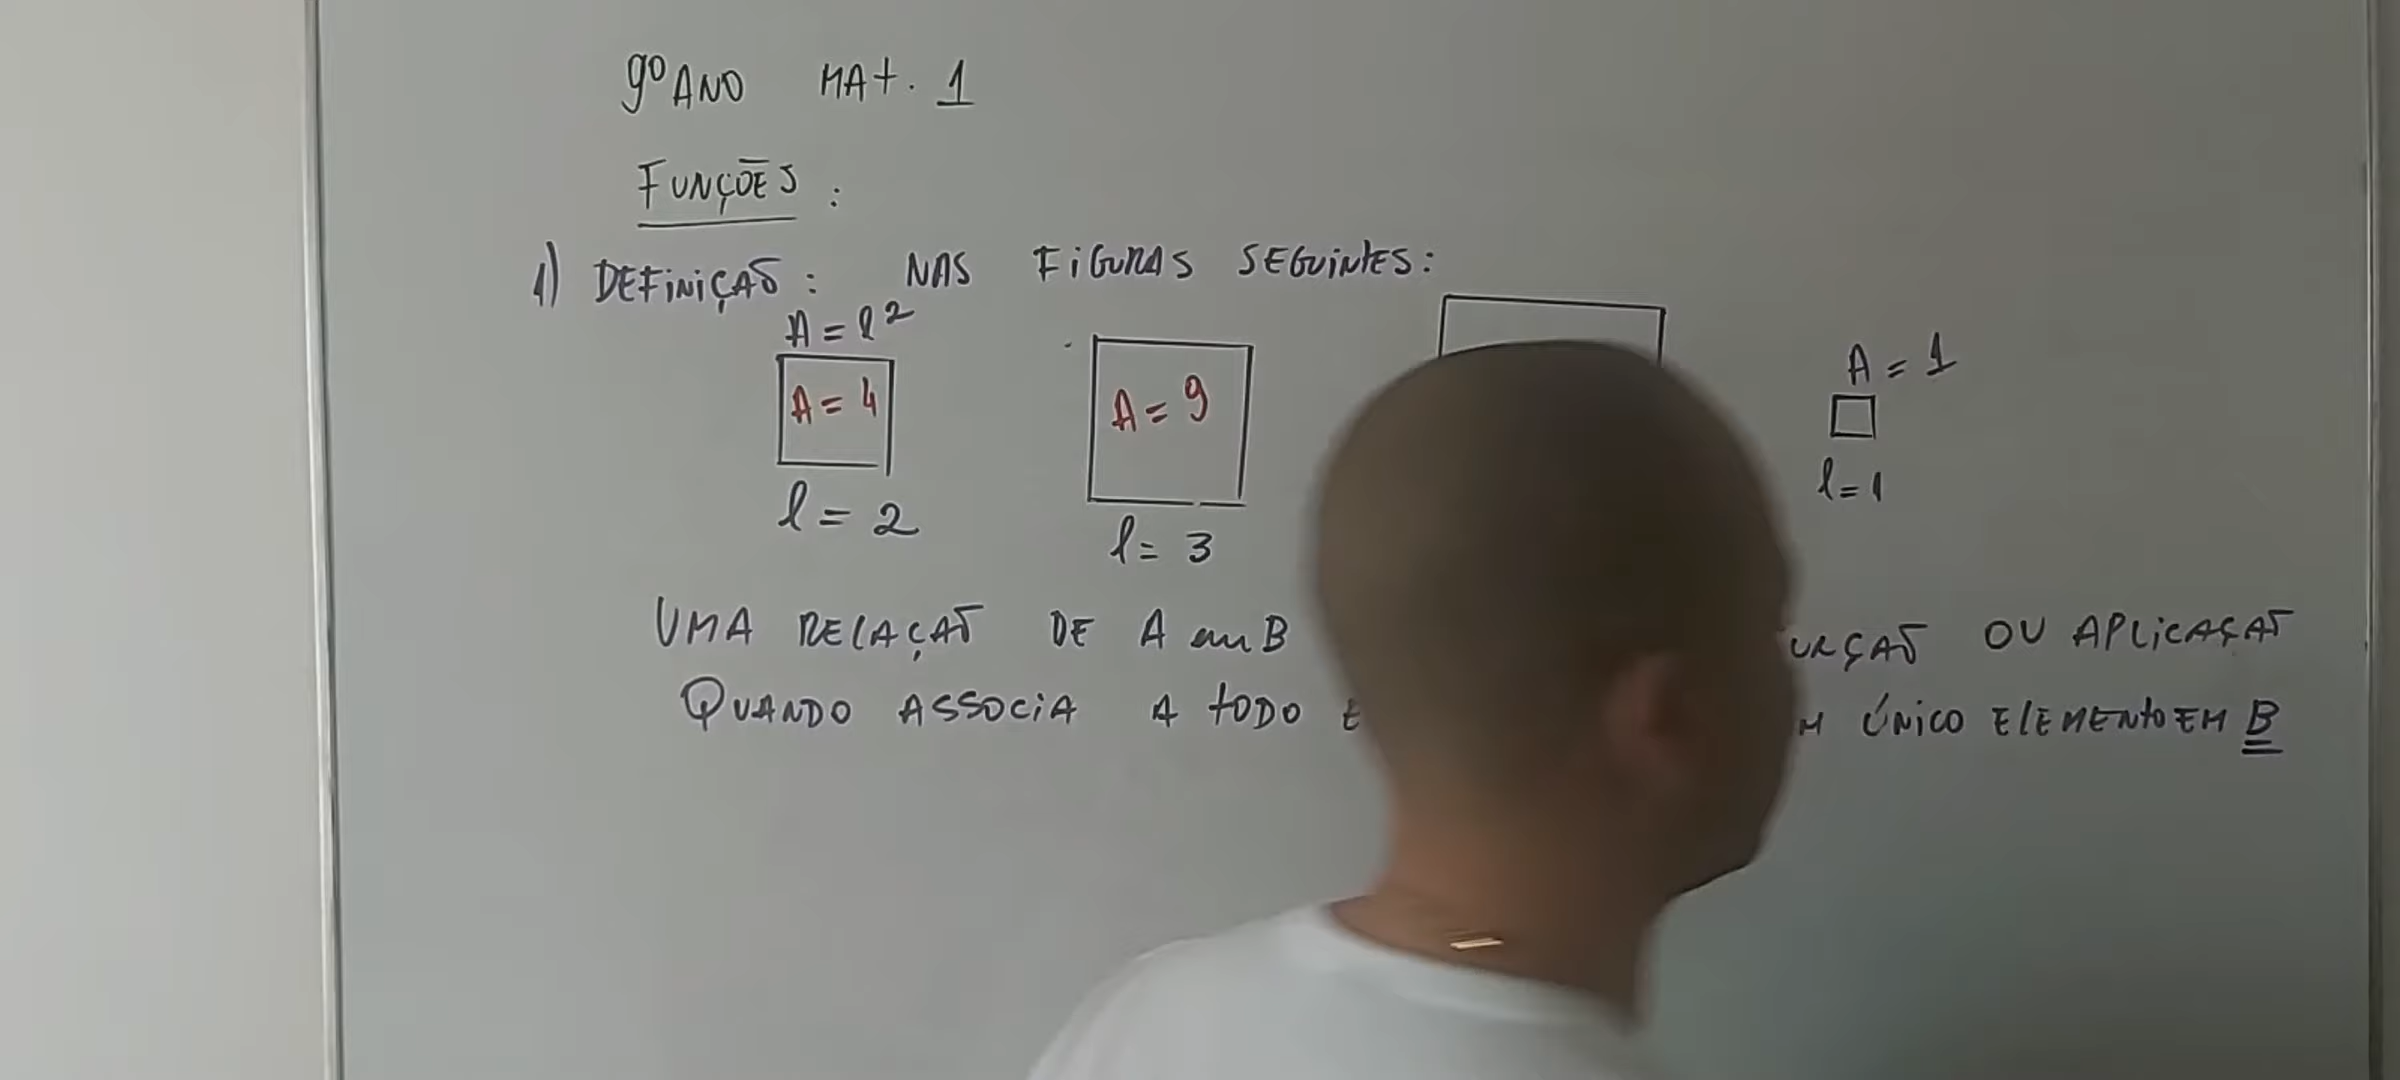 9º ANO MAT. 1
FUNÇÕES :
1) DEFINIÇÃO : NAS FIGURAS SEGUINTES:
A = l²
A = 4
l = 2
A = 9
l = 3
A = 1
l = 1
UMA RELAÇÃO DE A em B OU APLICAÇÃO
QUANDO ASSOCIA A TODO ÚNICO ELEMENTO EM B